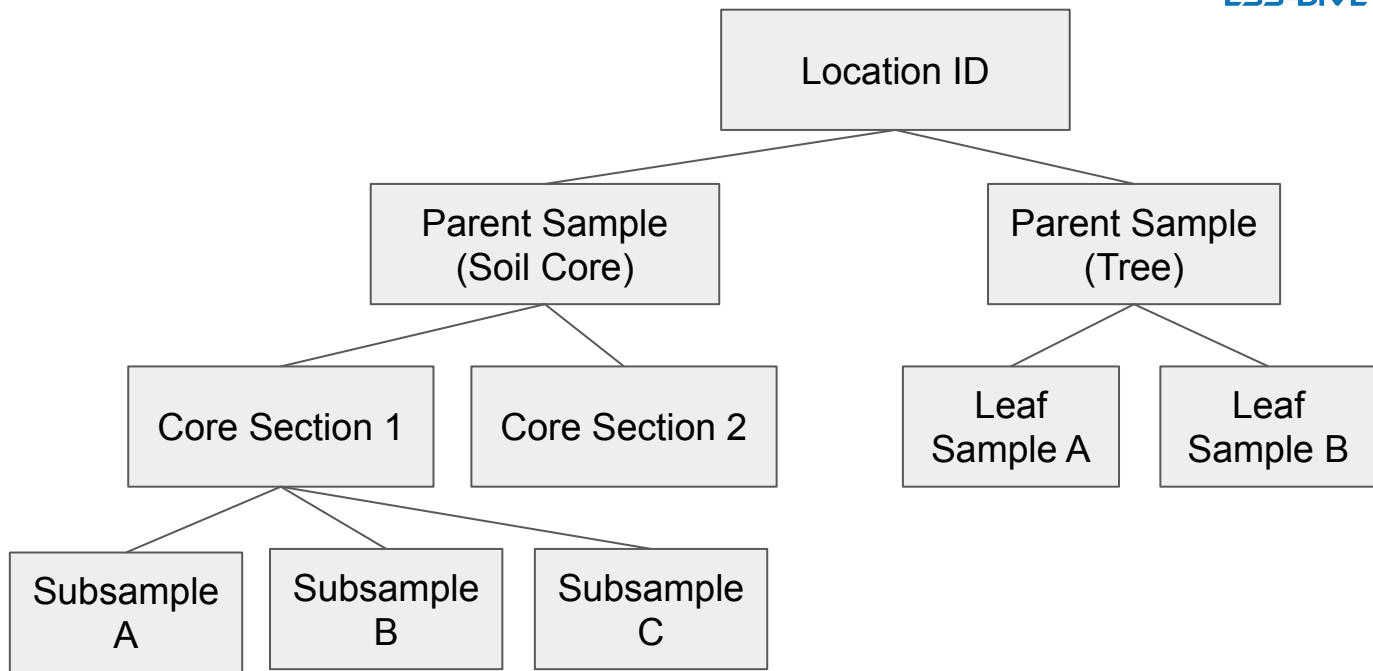 Location ID
Parent Sample
(Soil Core)
Parent Sample
(Tree)
Core Section 1
Core Section 2
Leaf
Sample A
Leaf
Sample B
Subsample
A
Subsample
B
Subsample
C